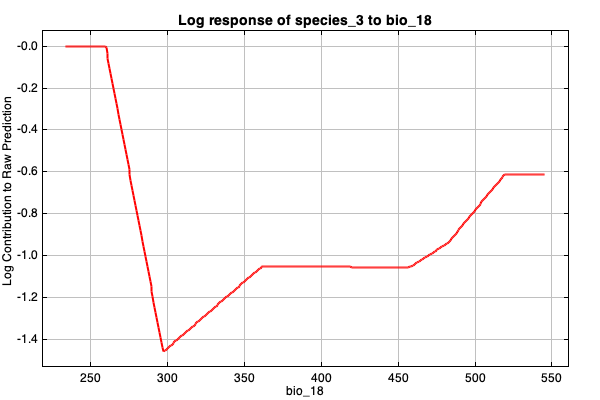 Log response of species_3 to bio_18
Log Contribution to Raw Prediction
-0.0
-0.2
-0.4
-0.6
-0.8
-1.0
-1.2
-1.4
250 300 350 400 450 500 550
bio_18